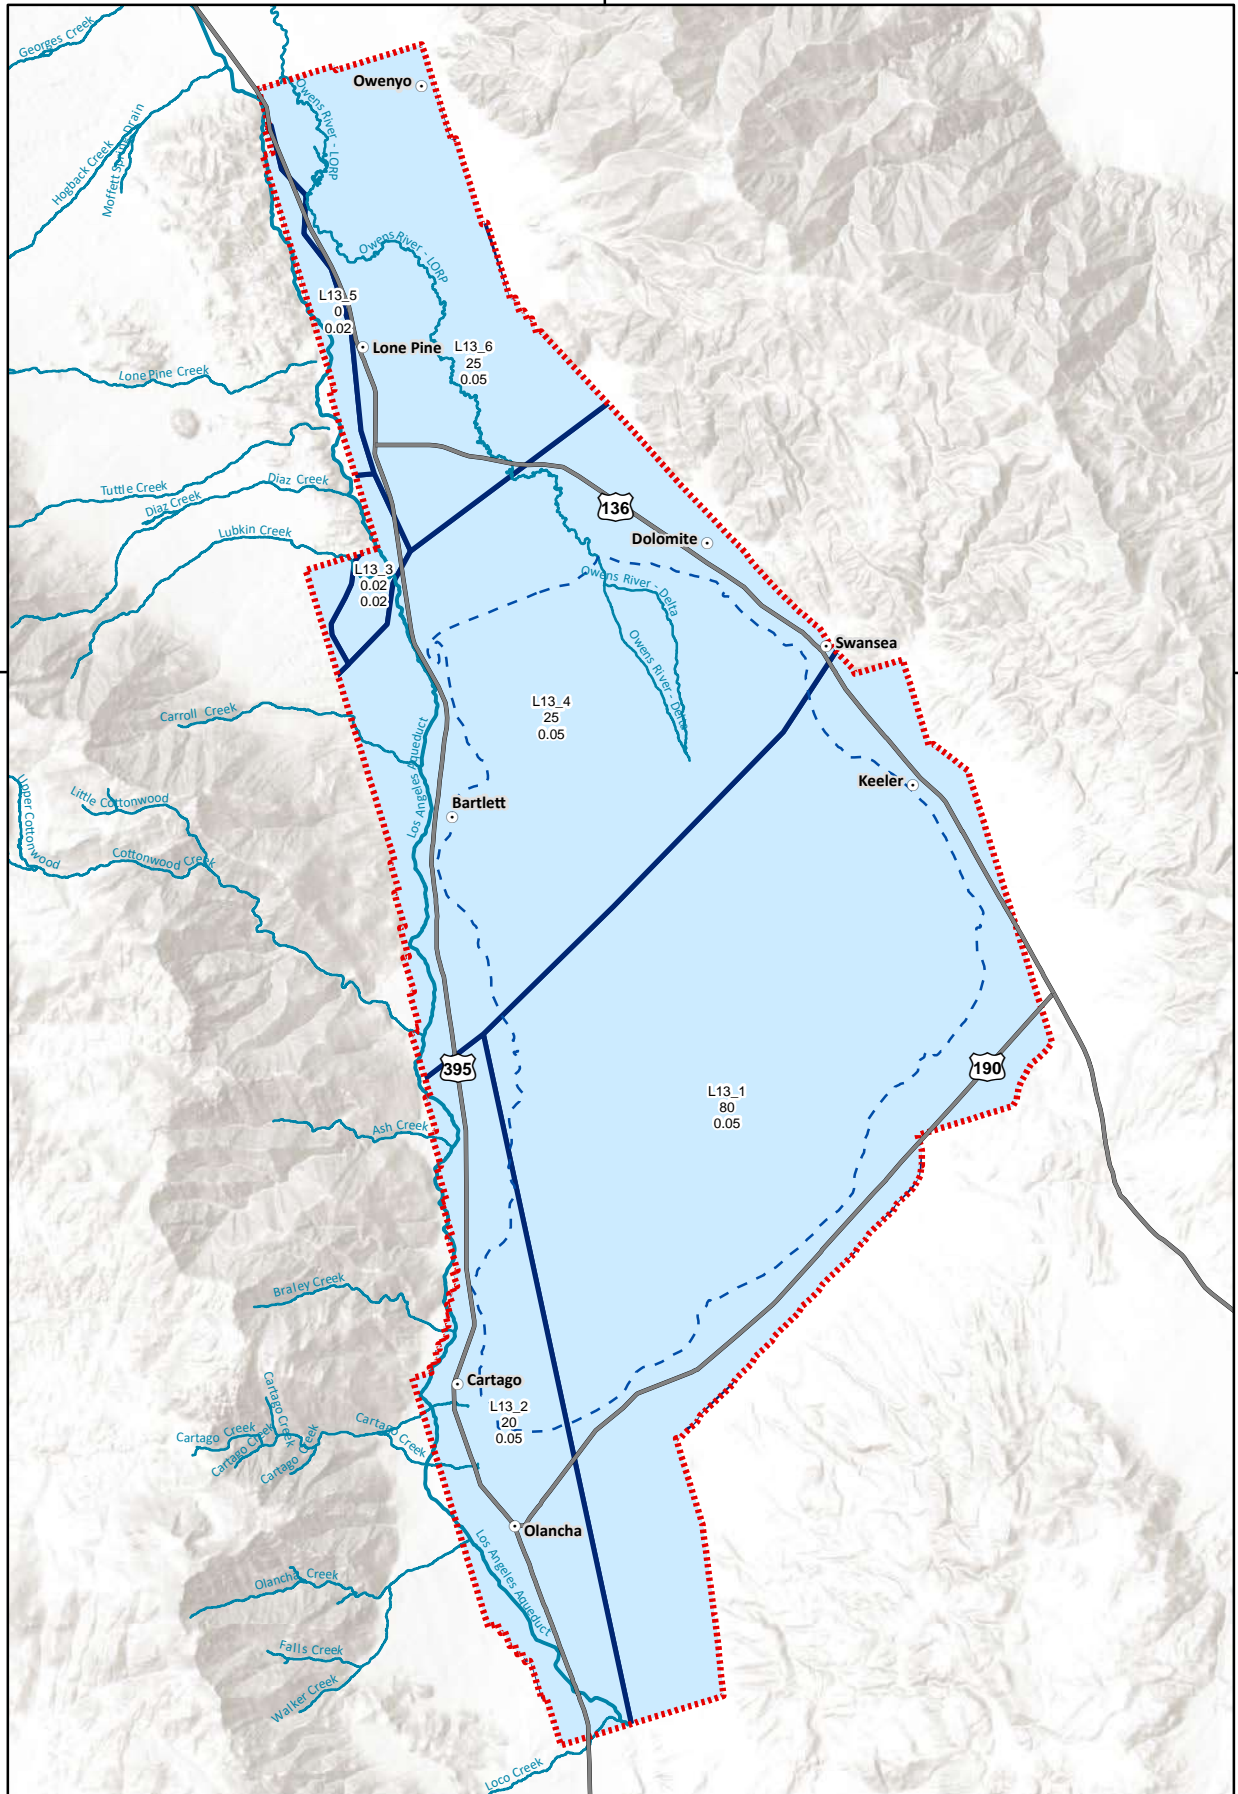 Georges Creek
Owenyo
Owens River - LORP
Moffett Spring Drain
Hogback Creek
Owens River - LORP
L13_5
0
0.02
Lone Pine
L13_6
25
0.05
Lone Pine Creek
Tuttle Creek
Diaz Creek
Diaz Creek
Lubkin Creek
136
Dolomite
L13_3
0.02
0.02
Owens River - Delta
Owens River - Delta
Swansea
L13_4
25
0.05
Carroll Creek
Los Angeles Aqueduct
Keeler
Upper Cottonwood
Little Cottonwood
Bartlett
Cottonwood Creek
395
190
L13_1
80
0.05
Ash Creek
Braley Creek
Cartago
Cartago Creek
L13_2
20
0.05
Cartago Creek
Cartago Creek
Cartago Creek
Cartago Creek
Olancha
Los Angeles Aqueduct
Olancha Creek
Falls Creek
Walker Creek
Loco Creek